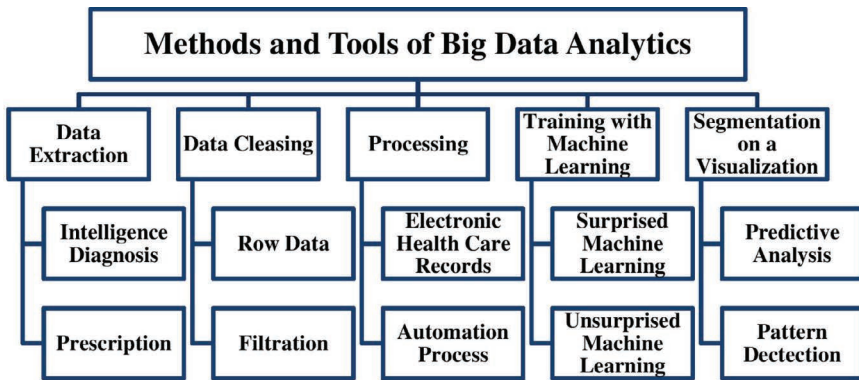 Methods and Tools of Big Data Analytics
Data
Extraction
Data Cleasing
Processing
Training with
Machine
Learning
Segmentation
on a
Visualization
Intelligence
Diagnosis
Row Data
Electronic
Health Care
Records
Surprised
Machine
Learning
Predictive
Analysis
Prescription
Filtration
Automation
Process
Unsurprised
Machine
Learning
Pattern
Dectection